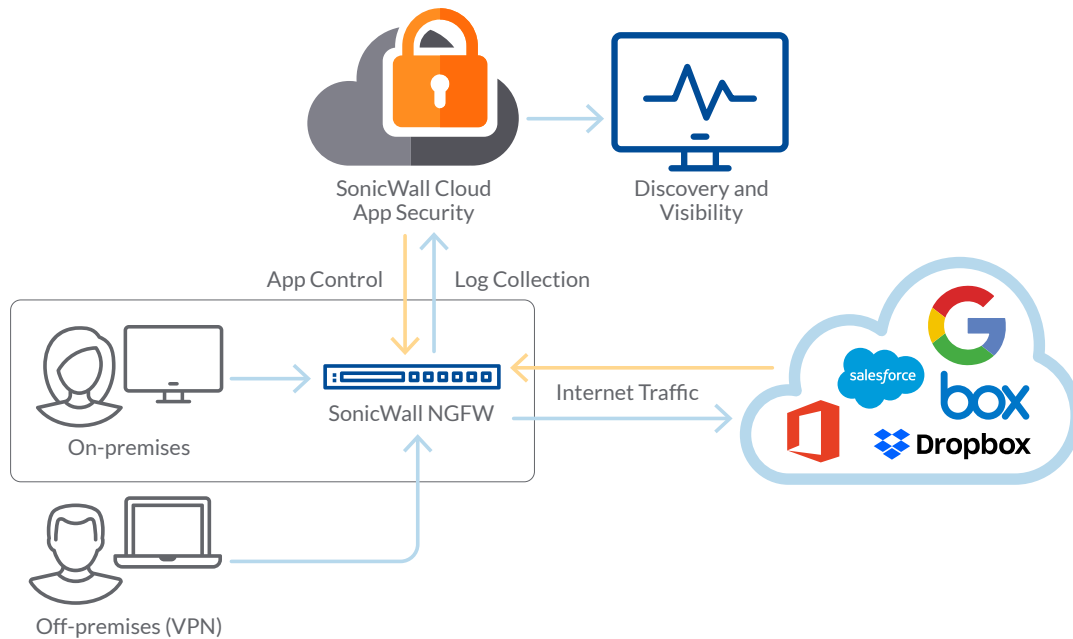 SonicWall Cloud
App Security
Discovery and
Visibility
App Control
Log Collection
On-premises
SonicWall NGFW
Internet Traffic
G
salesforce
box
Dropbox
Off-premises (VPN)